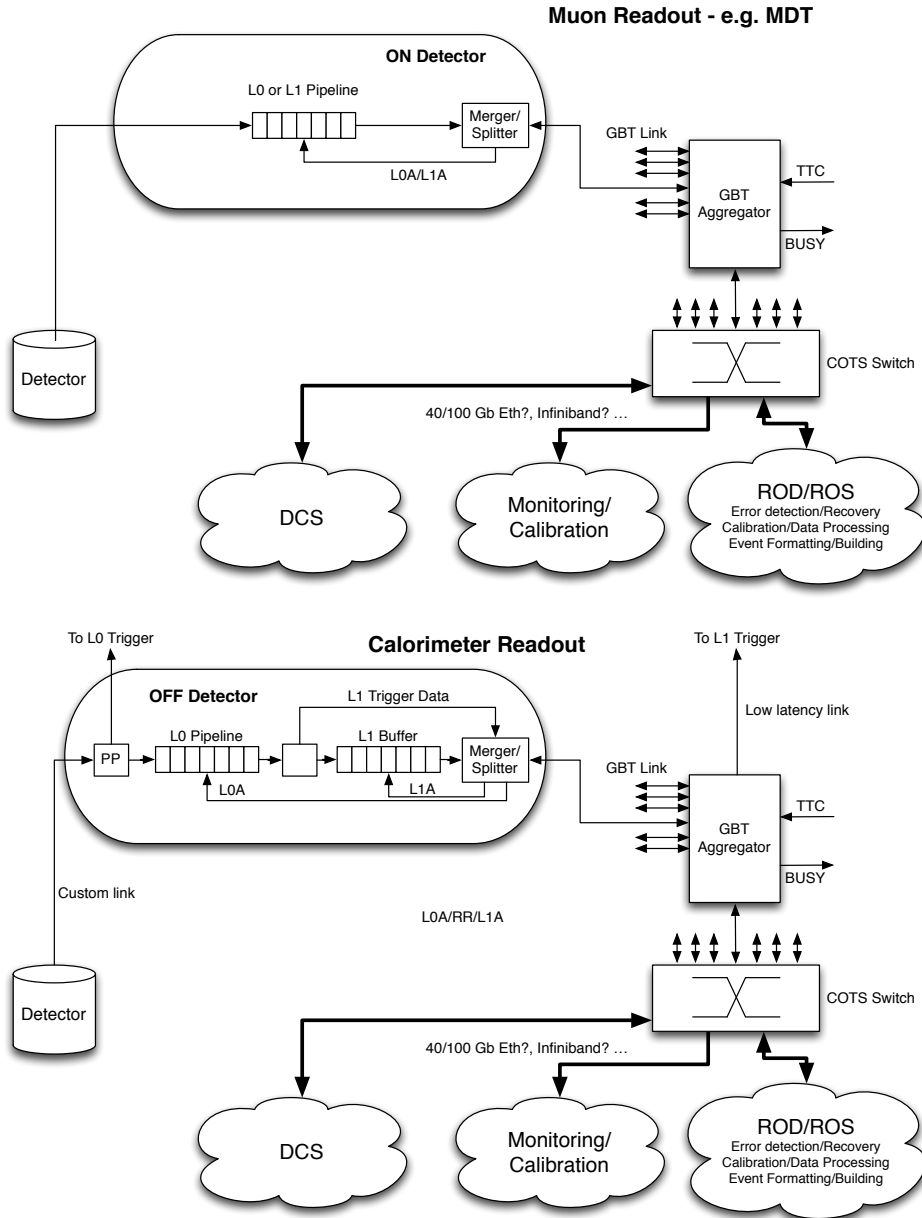 Muon Readout - e.g. MDT
ON Detector
L0 or L1 Pipeline
Merger/
Splitter
L0A/L1A
GBT Link
GBT
Aggregator
TTC
BUSY
Detector
COTS Switch
40/100 Gb Eth?, Infiniband? …
DCS
Monitoring/
Calibration
ROD/ROS
Error detection/Recovery
Calibration/Data Processing
Event Formatting/Building
To L0 Trigger
Calorimeter Readout
To L1 Trigger
OFF Detector
L1 Trigger Data
Low latency link
L0 Pipeline
L1 Buffer
PP
Merger/
Splitter
L0A
L1A
GBT Link
GBT
Aggregator
TTC
BUSY
Custom link
L0A/RR/L1A
Detector
COTS Switch
40/100 Gb Eth?, Infiniband? …
DCS
Monitoring/
Calibration
ROD/ROS
Error detection/Recovery
Calibration/Data Processing
Event Formatting/Building